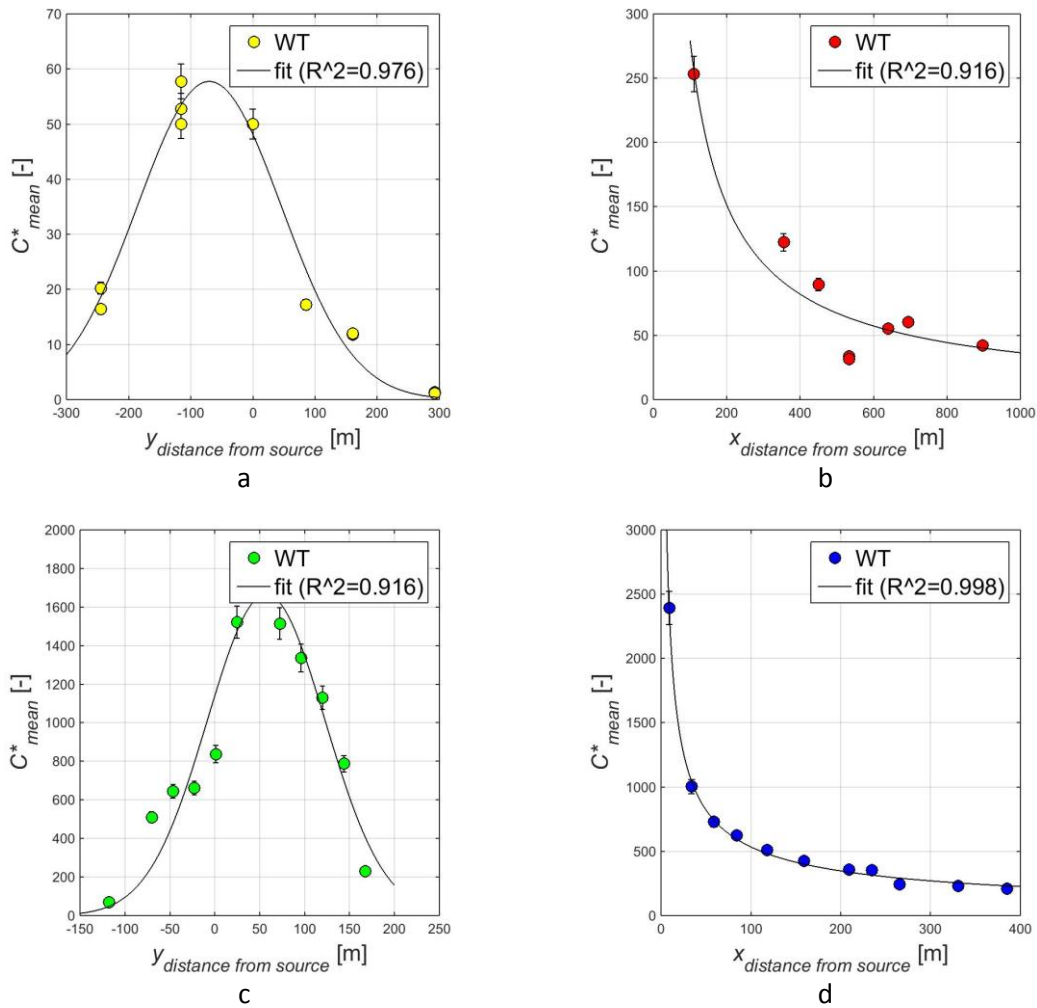 70
60
50
40
30
20
10
0
C*mean [-]
WT
fit (R^2=0.976)
-300 -200 -100 0 100 200 300
y distance from source [m]
a
300
250
200
150
100
50
0
C*mean [-]
WT
fit (R^2=0.916)
0 200 400 600 800 1000
x distance from source [m]
b
2000
1800
1600
1400
1200
1000
800
600
400
200
0
C*mean [-]
WT
fit (R^2=0.916)
-150 -100 -50 0 50 100 150 200 250
y distance from source [m]
c
3000
2500
2000
1500
1000
500
0
C*mean [-]
WT
fit (R^2=0.998)
0 100 200 300 400
x distance from source [m]
d